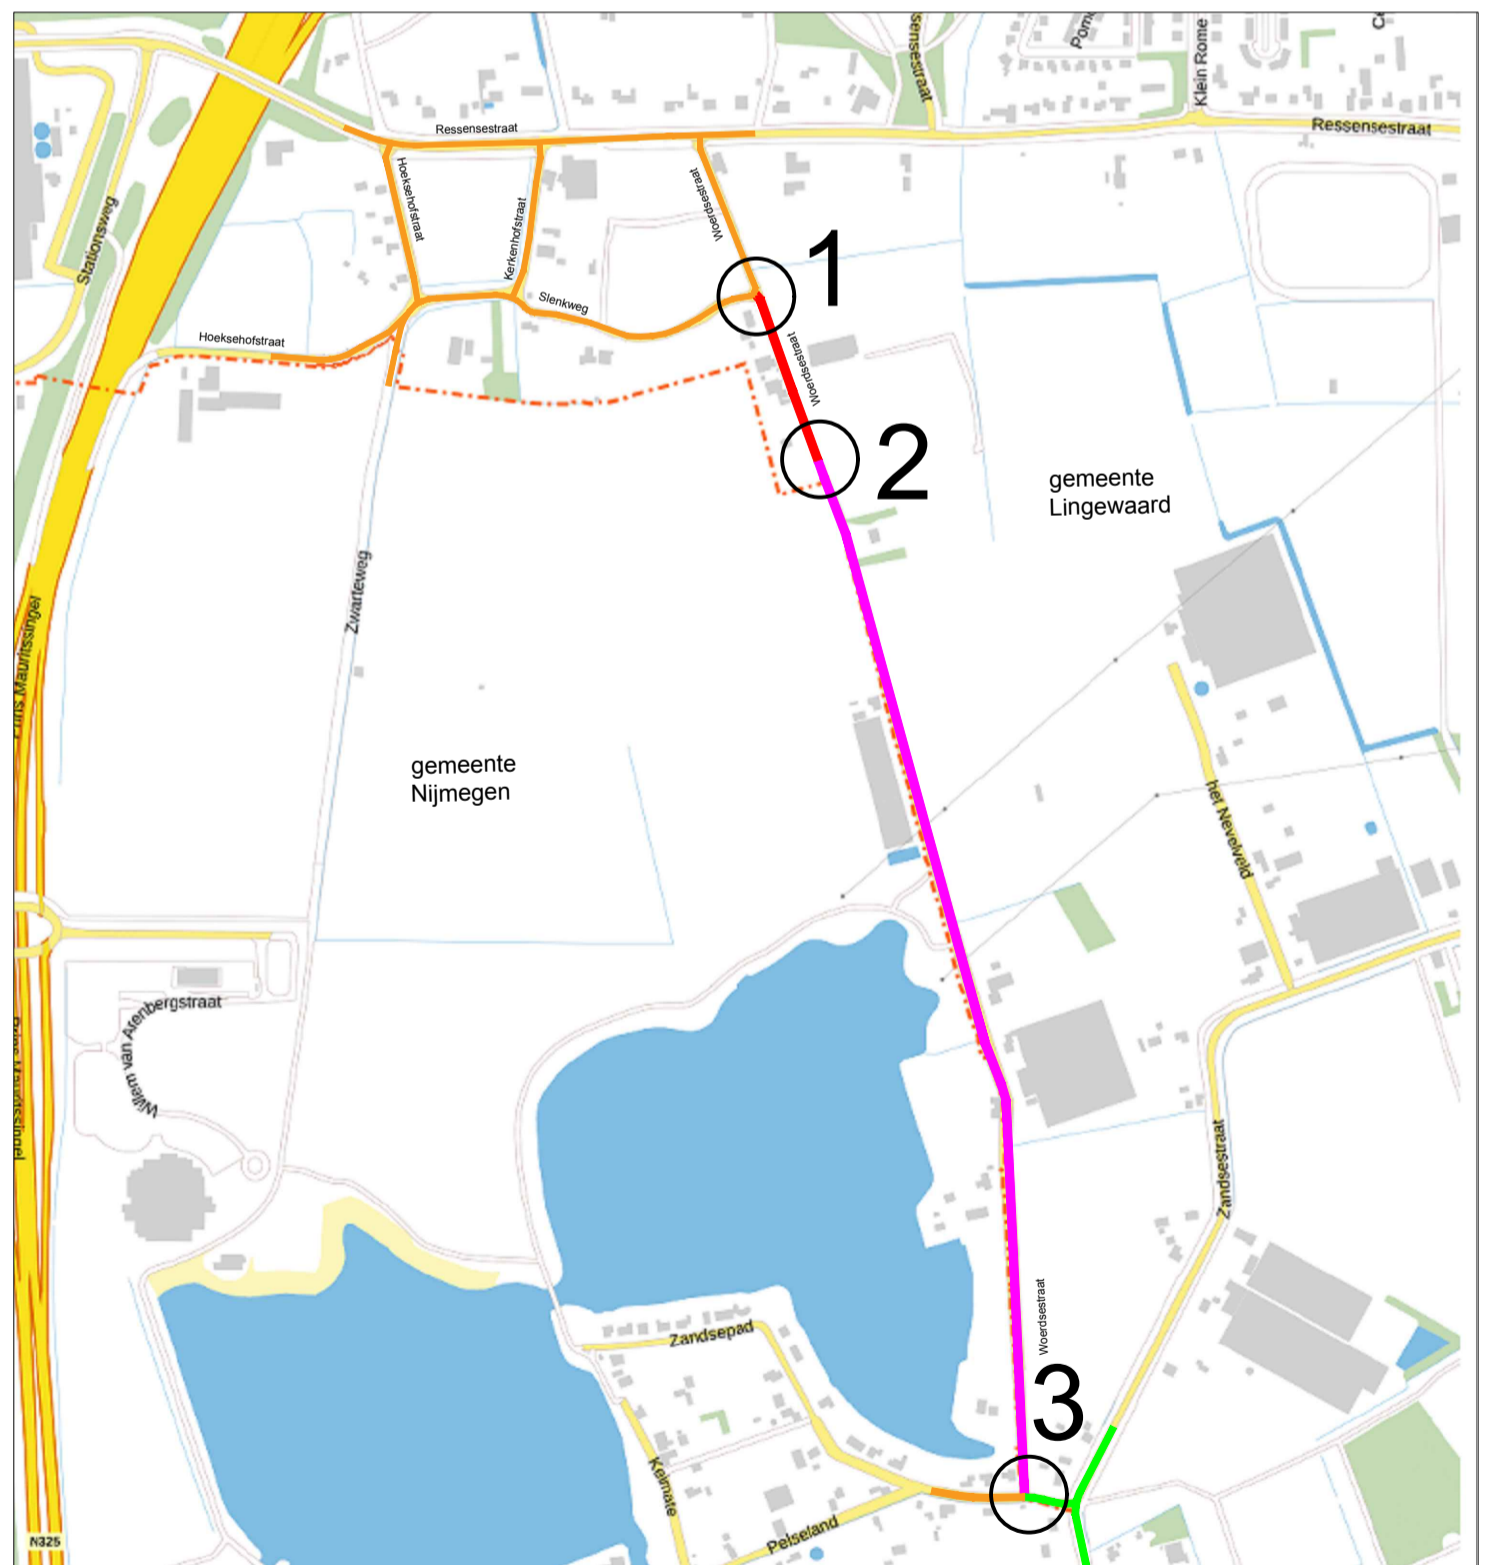 Ressensestraat
Klein Rome
Ressensestraat
Stationsweg
Hoeksehofstraat
Kerkenhofstraat
Woerdsestraat
Slenkweg
Hoeksehofstraat
1
Woerdsestraat
2
gemeente
Lingewaard
Zwarteweg
Prins Mauritssingel
gemeente
Nijmegen
het Nevelveld
Willem van Arenbergstraat
Prins Mauritssingel
Zandsestraat
Woerdsestraat
Zandsepad
3
Kelmate
Pelseland
N325